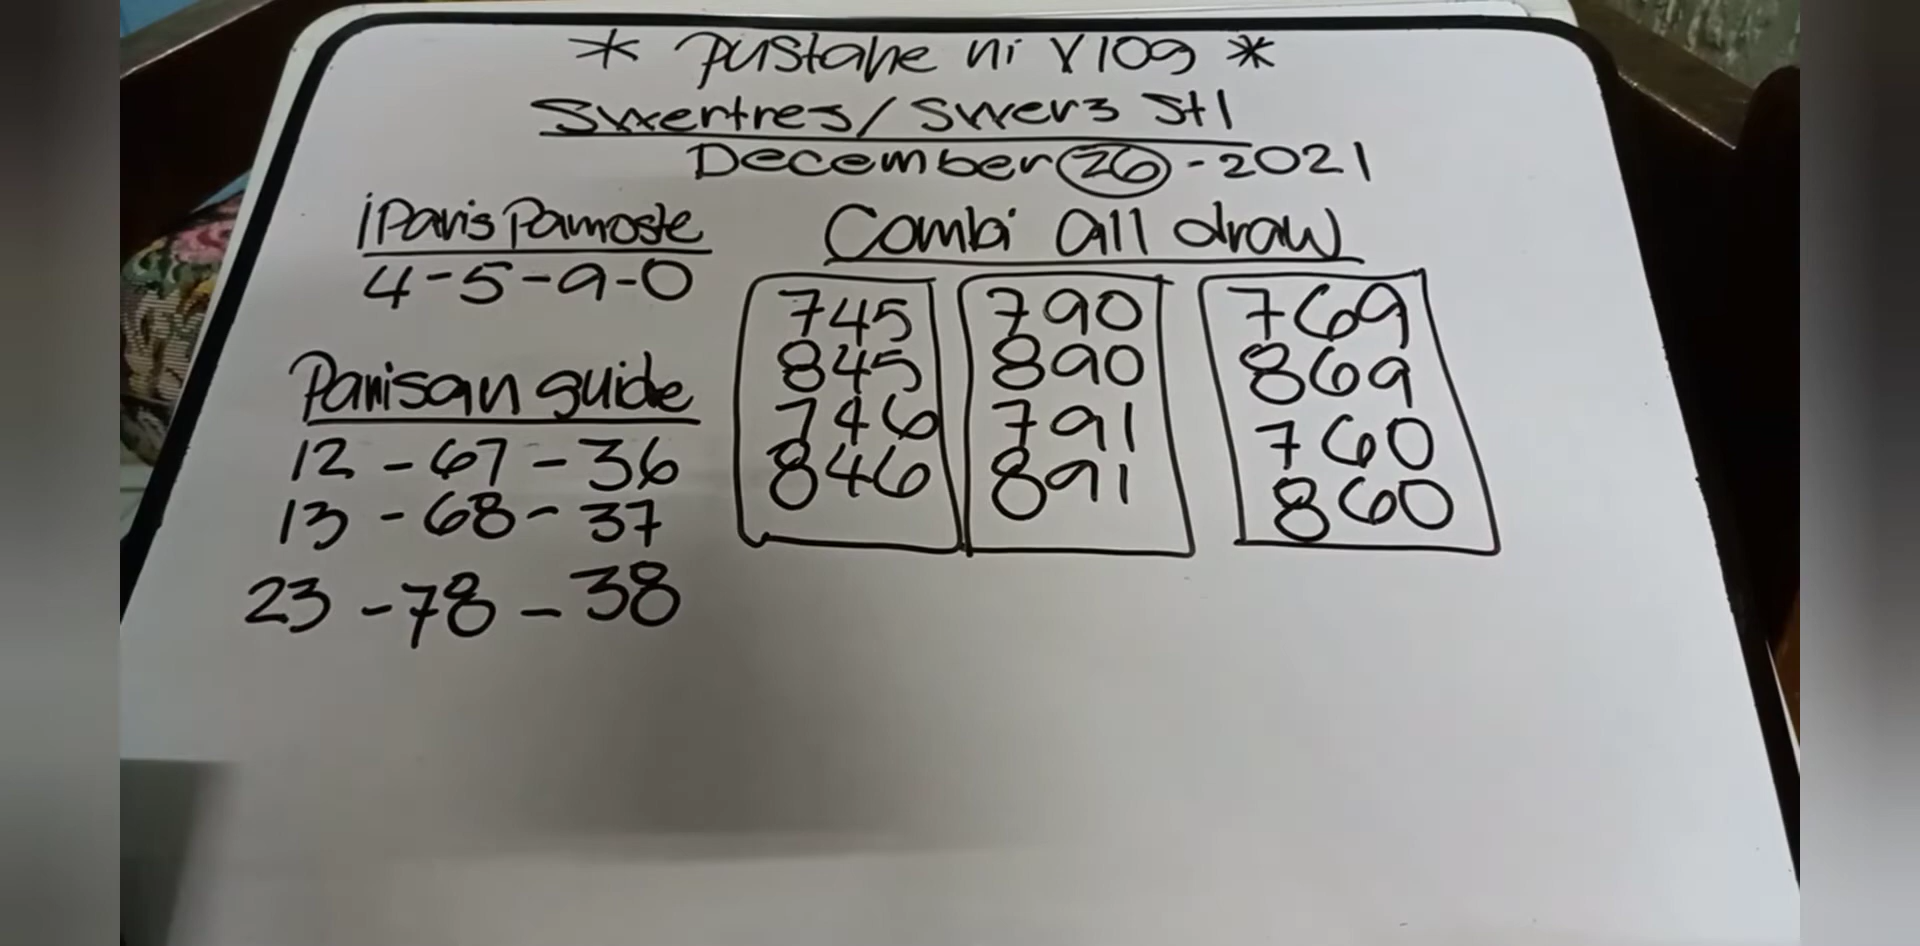 * Pustahe ni Vlog *
Swertres/ Swer3 Stl
December 26-2021
iParis Pamoste
4-5-9-0
Parisan guide
12-67-36
13-68-37
23-78-38
Combi all draw
745
845
746
846
790
890
791
891
769
869
760
860